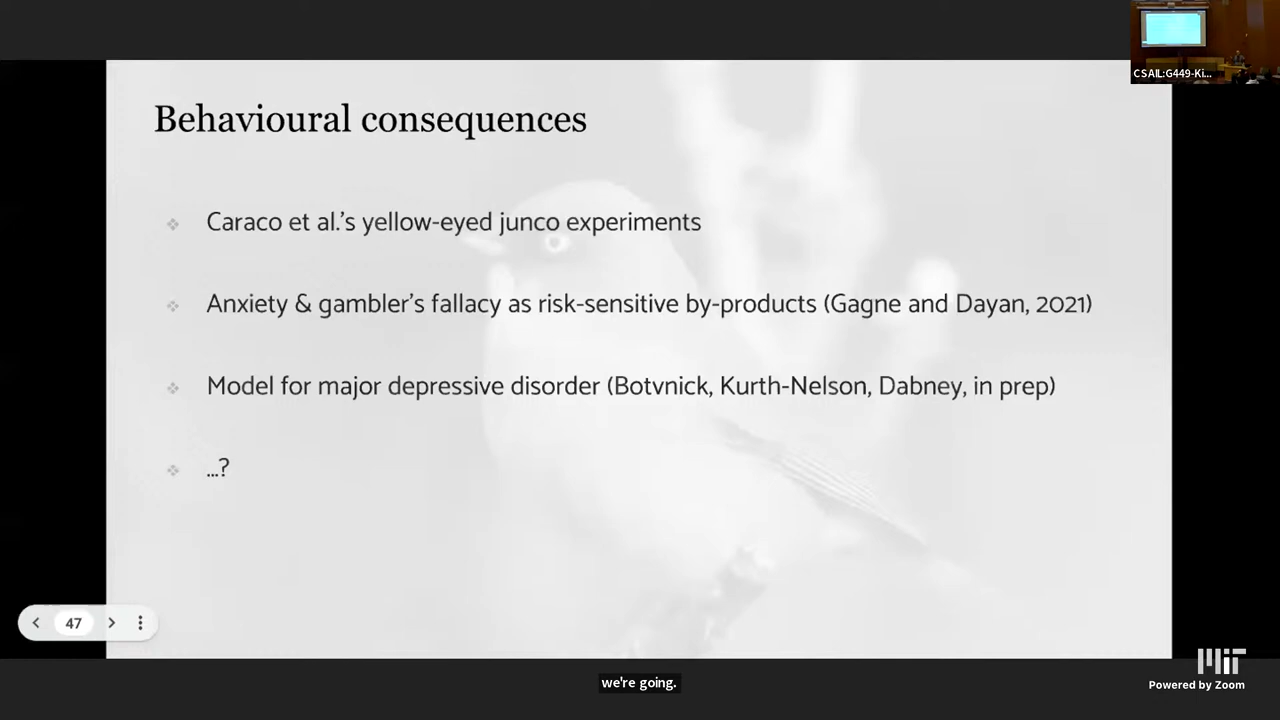 CSAIL:G449-Ki...
Behavioural consequences
Caraco et al.'s yellow-eyed junco experiments
Anxiety & gambler's fallacy as risk-sensitive by-products (Gagne and Dayan, 2021)
Model for major depressive disorder (Botvnick, Kurth-Nelson, Dabney, in prep)
...?
47
we're going.
MIT
Powered by Zoom